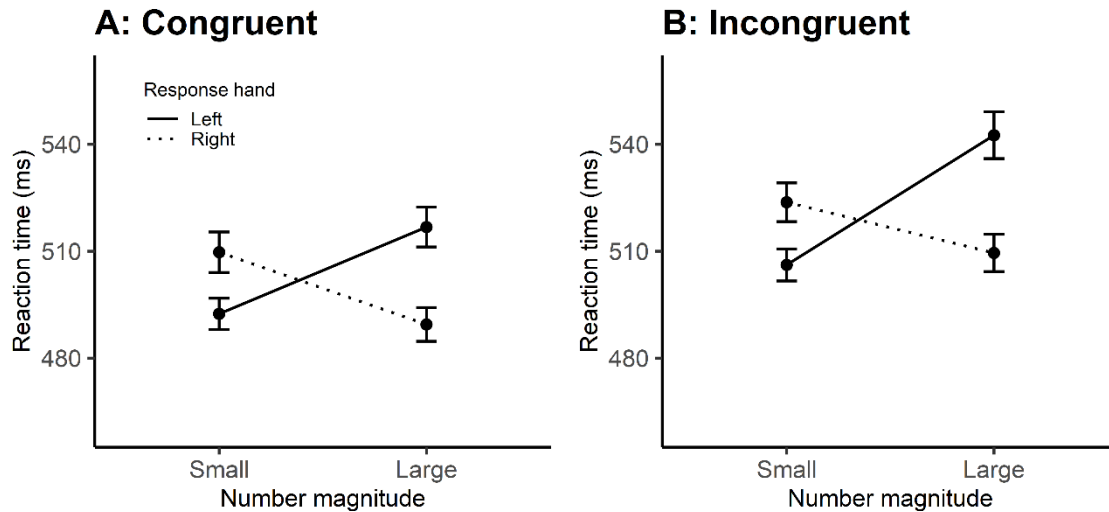 A: Congruent
Response hand
Left
Right
540
510
480
Reaction time (ms)
Small
Large
Number magnitude
B: Incongruent
540
510
480
Reaction time (ms)
Small
Large
Number magnitude